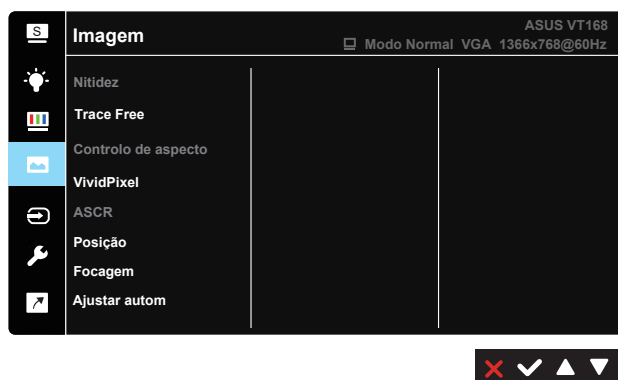 S
Imagem
ASUS VT168
Modo Normal VGA 1366x768@60Hz
Nitidez
Trace Free
Controlo de aspecto
VividPixel
ASCR
Posição
Focagem
Ajustar autom